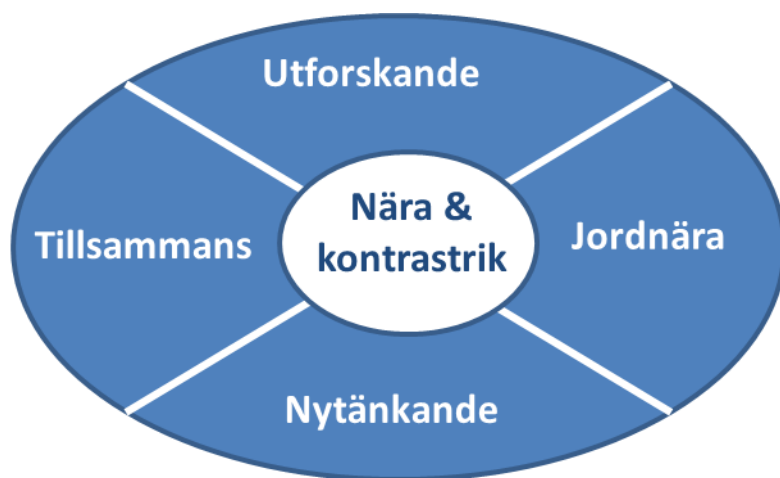 Utforskande
Tillsammans
Nära &
kontrastrik
Jordnära
Nytänkande